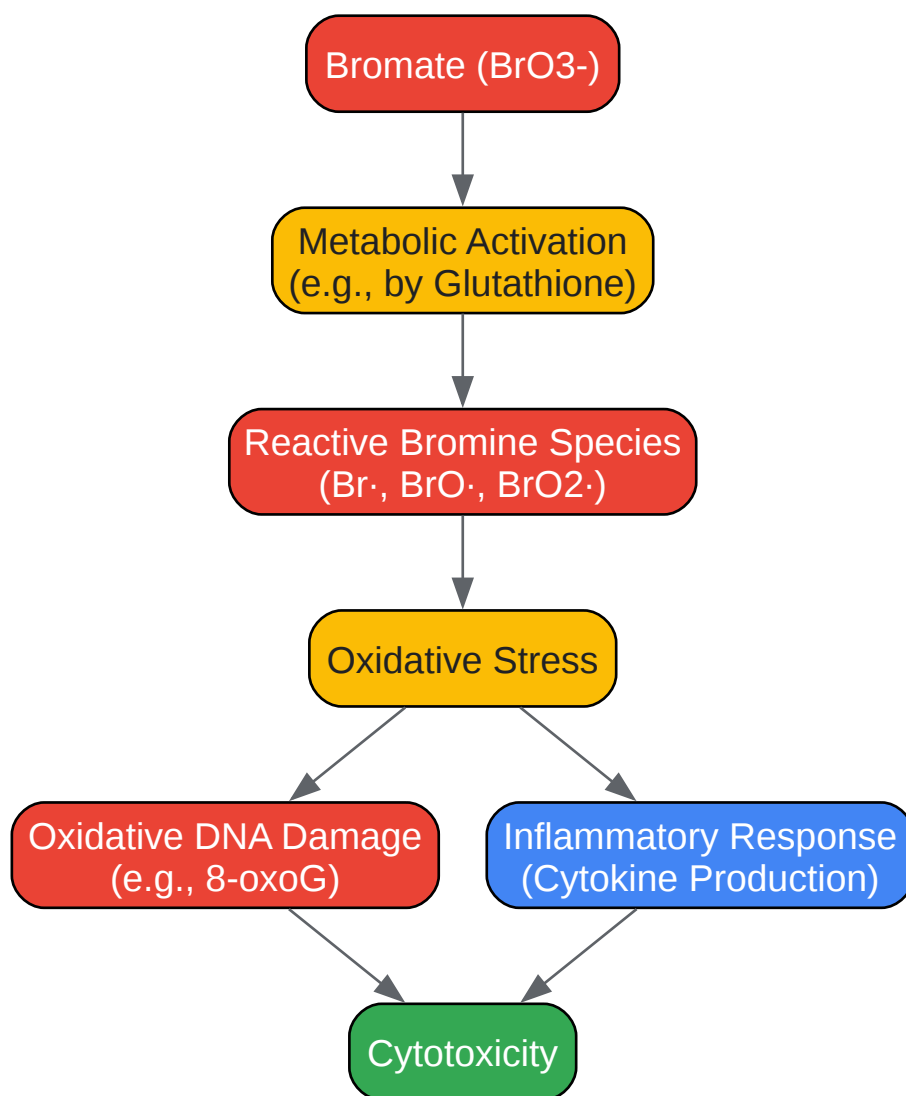 Bromate (BrO3-)
Metabolic Activation
(e.g., by Glutathione)
Reactive Bromine Species
(Br·, BrO·, BrO2·)
Oxidative Stress
Oxidative DNA Damage
(e.g., 8-oxoG)
Inflammatory Response
(Cytokine Production)
Cytotoxicity